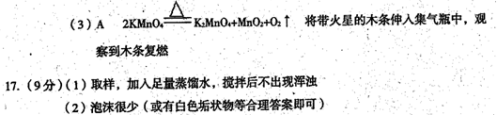 (3) A 2KMnO₄ ≜ K₂MnO₄+MnO₂+O₂↑ 将带火星的木条伸入集气瓶中，观
察到木条复燃
17.(9分)(1) 取样，加入足量蒸馏水，搅拌后不出现浑浊
(2) 泡沫很少（或有白色垢状物等合理答案即可）